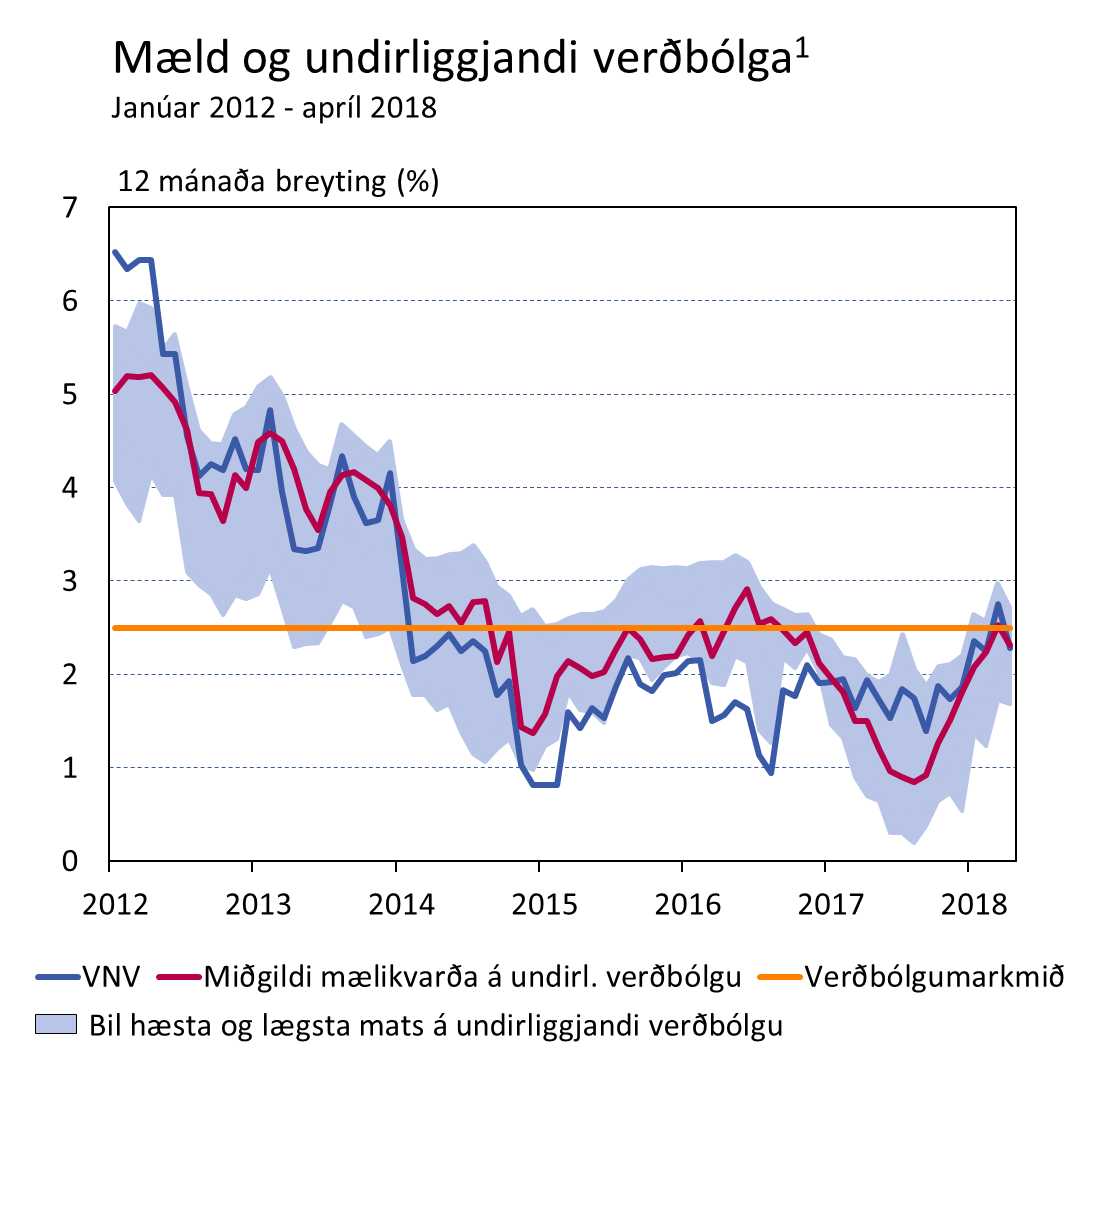 Mæld og undirliggjandi verðbólga¹
Janúar 2012 - apríl 2018
12 mánaða breyting (%)
7
6
5
4
3
2
1
0
2012 2013 2014 2015 2016 2017 2018
VNV Miðgildi mælikvarða á undirl. verðbólgu Verðbólgumarkmið
Bil hæsta og lægsta mats á undirliggjandi verðbólgu